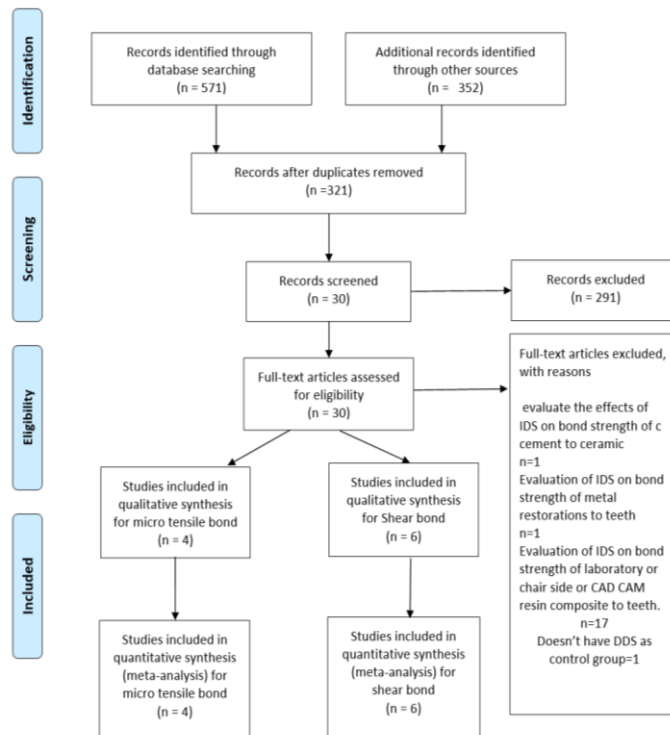 Identification
Records identified through
database searching
(n = 571)
Additional records identified
through other sources
(n = 352)
Records after duplicates removed
(n =321)
Screening
Records screened
(n = 30)
Records excluded
(n = 291)
Eligibility
Full-text articles assessed
for eligibility
(n = 30)
Full-text articles excluded,
with reasons
evaluate the effects of
IDS on bond strength of c
cement to ceramic
n=1
Evaluation of IDS on bond
strength of metal
restorations to teeth
n=1
Evaluation of IDS on bond
strength of laboratory or
chair side or CAD CAM
resin composite to teeth.
n=17
Doesn't have DDS as
control group=1
Studies included in
qualitative synthesis
for micro tensile bond
(n = 4)
Studies included in
qualitative synthesis
for Shear bond
(n = 6)
Included
Studies included in
quantitative synthesis
(meta-analysis) for
micro tensile bond
(n = 4)
Studies included in
quantitative synthesis
(meta-analysis) for
shear bond
(n = 6)